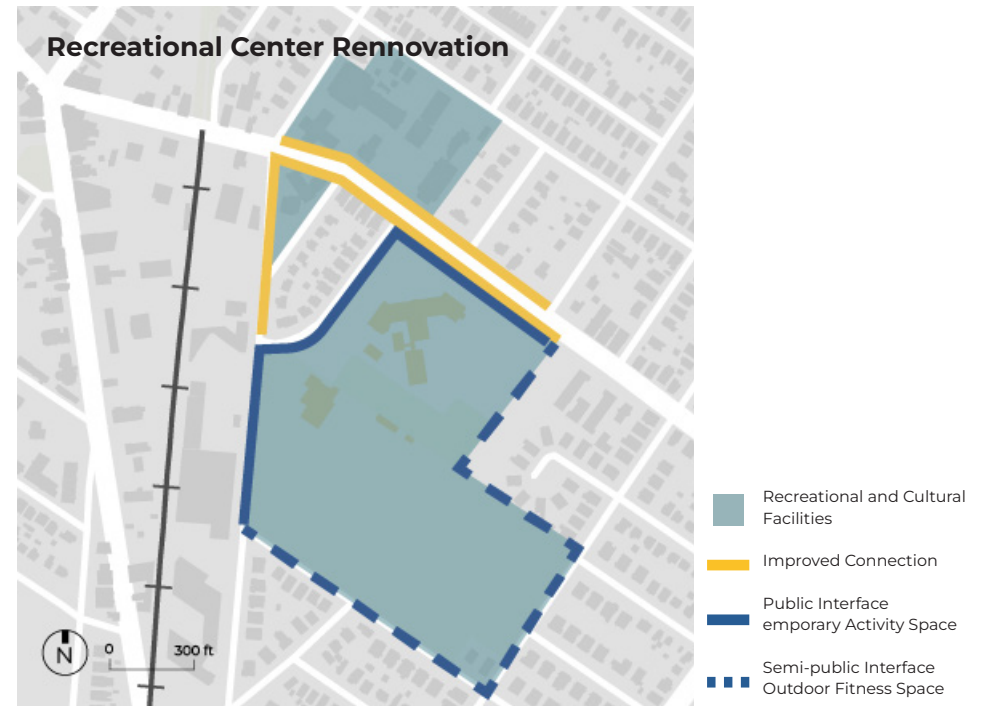 Recreational Center Rennovation
Recreational and Cultural
Facilities
Improved Connection
Public Interface
emporary Activity Space
Semi-public Interface
Outdoor Fitness Space
N
0 300 ft